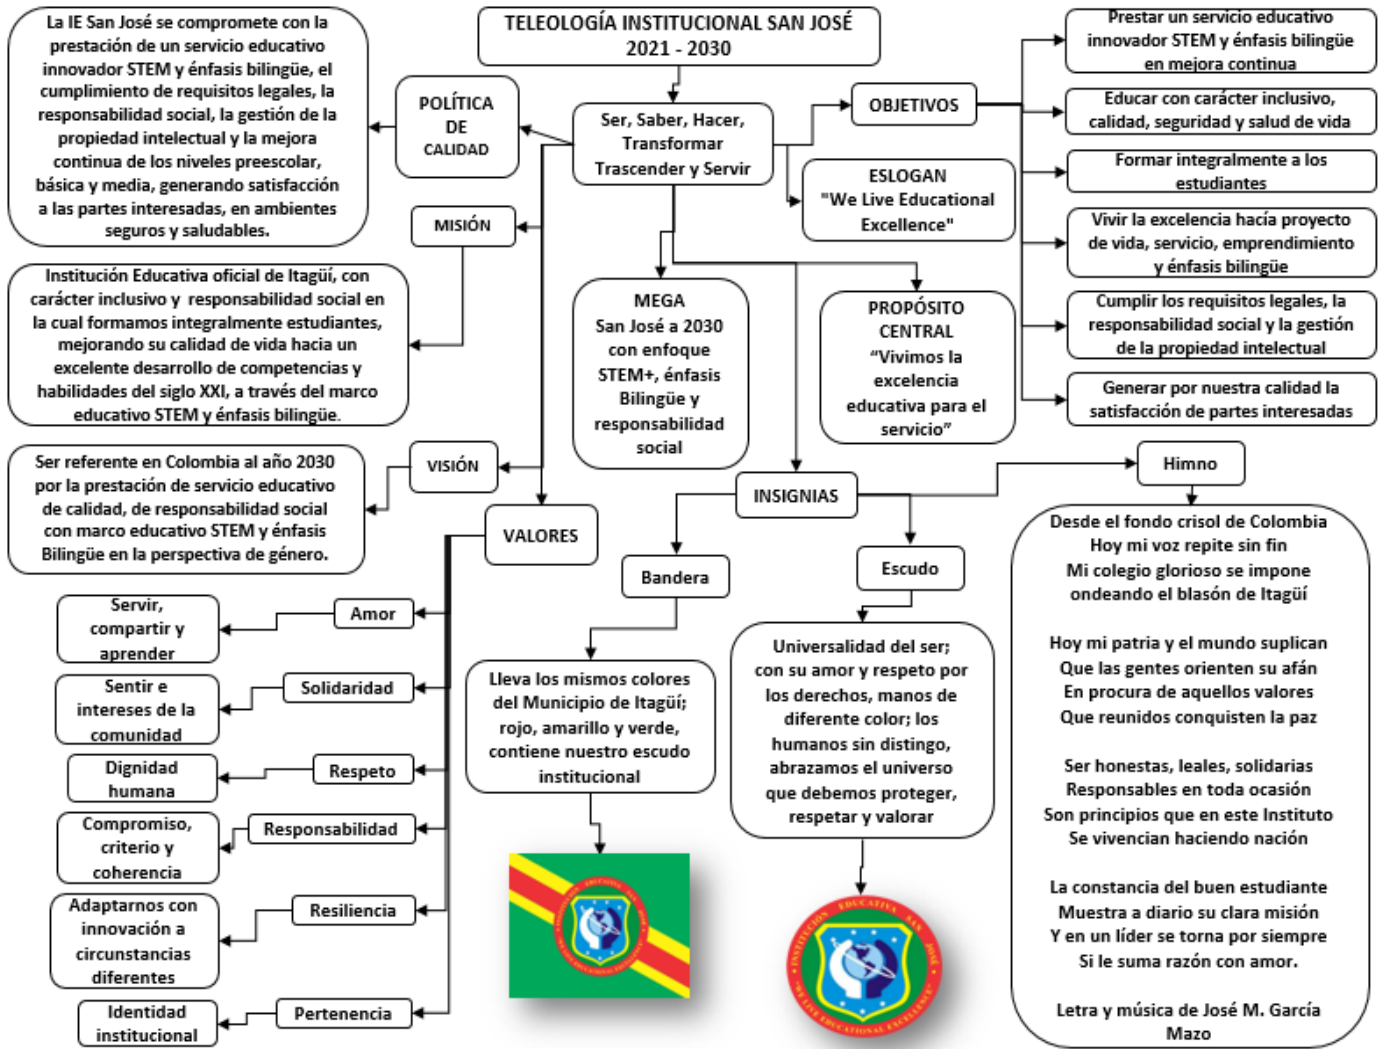 TELEOLOGÍA INSTITUCIONAL SAN JOSÉ
2021 - 2030
Ser, Saber, Hacer,
Transformar
Trascender y Servir
POLÍTICA
DE
CALIDAD
La IE San José se compromete con la
prestación de un servicio educativo
innovador STEM y énfasis bilingüe, el
cumplimiento de requisitos legales, la
responsabilidad social, la gestión de la
propiedad intelectual y la mejora
continua de los niveles preescolar,
básica y media, generando satisfacción
a las partes interesadas, en ambientes
seguros y saludables.
MISIÓN
Institución Educativa oficial de Itagüí, con
carácter inclusivo y responsabilidad social en
la cual formamos integralmente estudiantes,
mejorando su calidad de vida hacia un
excelente desarrollo de competencias y
habilidades del siglo XXI, a través del marco
educativo STEM y énfasis bilingüe.
VISIÓN
Ser referente en Colombia al año 2030
por la prestación de servicio educativo
de calidad, de responsabilidad social
con marco educativo STEM y énfasis
Bilingüe en la perspectiva de género.
VALORES
Amor
Servir,
compartir y
aprender
Solidaridad
Sentir e
intereses de la
comunidad
Respeto
Dignidad
humana
Responsabilidad
Compromiso,
criterio y
coherencia
Resiliencia
Adaptarnos con
innovación a
circunstancias
diferentes
Pertenencia
Identidad
institucional
OBJETIVOS
Prestar un servicio educativo
innovador STEM y énfasis bilingüe
en mejora continua
Educar con carácter inclusivo,
calidad, seguridad y salud de vida
Formar integralmente a los
estudiantes
Vivir la excelencia hacía proyecto
de vida, servicio, emprendimiento
y énfasis bilingüe
Cumplir los requisitos legales, la
responsabilidad social y la gestión
de la propiedad intelectual
Generar por nuestra calidad la
satisfacción de partes interesadas
ESLOGAN
"We Live Educational
Excellence"
MEGA
San José a 2030
con enfoque
STEM+, énfasis
Bilingüe y
responsabilidad
social
PROPÓSITO
CENTRAL
“Vivimos la
excelencia
educativa para el
servicio”
INSIGNIAS
Bandera
Lleva los mismos colores
del Municipio de Itagüí;
rojo, amarillo y verde,
contiene nuestro escudo
institucional
INSTITUCIÓN EDUCATIVA SAN JOSÉ
"WE LIVE EDUCATIONAL EXCELLENCE"
Escudo
Universalidad del ser;
con su amor y respeto por
los derechos, manos de
diferente color; los
humanos sin distingo,
abrazamos el universo
que debemos proteger,
respetar y valorar
INSTITUCIÓN EDUCATIVA SAN JOSÉ
"WE LIVE EDUCATIONAL EXCELLENCE"
Himno
Desde el fondo crisol de Colombia
Hoy mi voz repite sin fin
Mi colegio glorioso se impone
ondeando el blasón de Itagüí
Hoy mi patria y el mundo suplican
Que las gentes orienten su afán
En procura de aquellos valores
Que reunidos conquisten la paz
Ser honestas, leales, solidarias
Responsables en toda ocasión
Son principios que en este Instituto
Se vivencian haciendo nación
La constancia del buen estudiante
Muestra a diario su clara misión
Y en un líder se torna por siempre
Si le suma razón con amor.
Letra y música de José M. García
Mazo